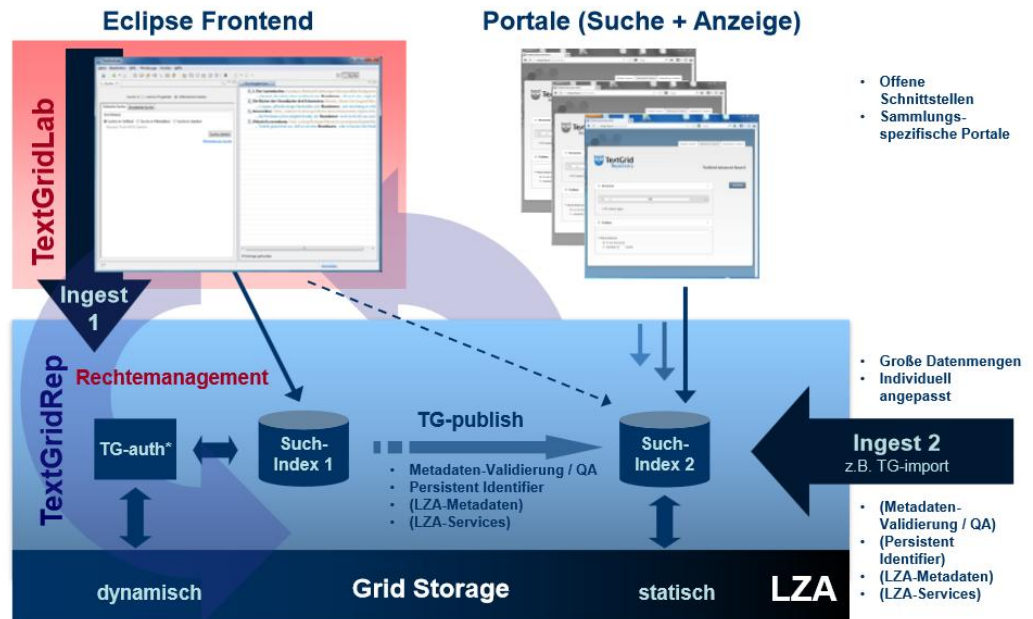 Eclipse Frontend
Portale (Suche + Anzeige)
TextGridLab
TextGrid
Repository
• Offene
Schnittstellen
• Sammlungs-
spezifische Portale
Ingest
1
TextGridRep
Rechtemanagement
TG-auth*
Such-
Index 1
TG-publish
• Metadaten-Validierung / QA
• Persistent Identifier
• (LZA-Metadaten)
• (LZA-Services)
Such-
Index 2
• Große Datenmengen
• Individuell
angepasst
Ingest 2
z.B. TG-import
• (Metadaten-
Validierung / QA)
• (Persistent
Identifier)
• (LZA-Metadaten)
• (LZA-Services)
dynamisch
Grid Storage
statisch
LZA